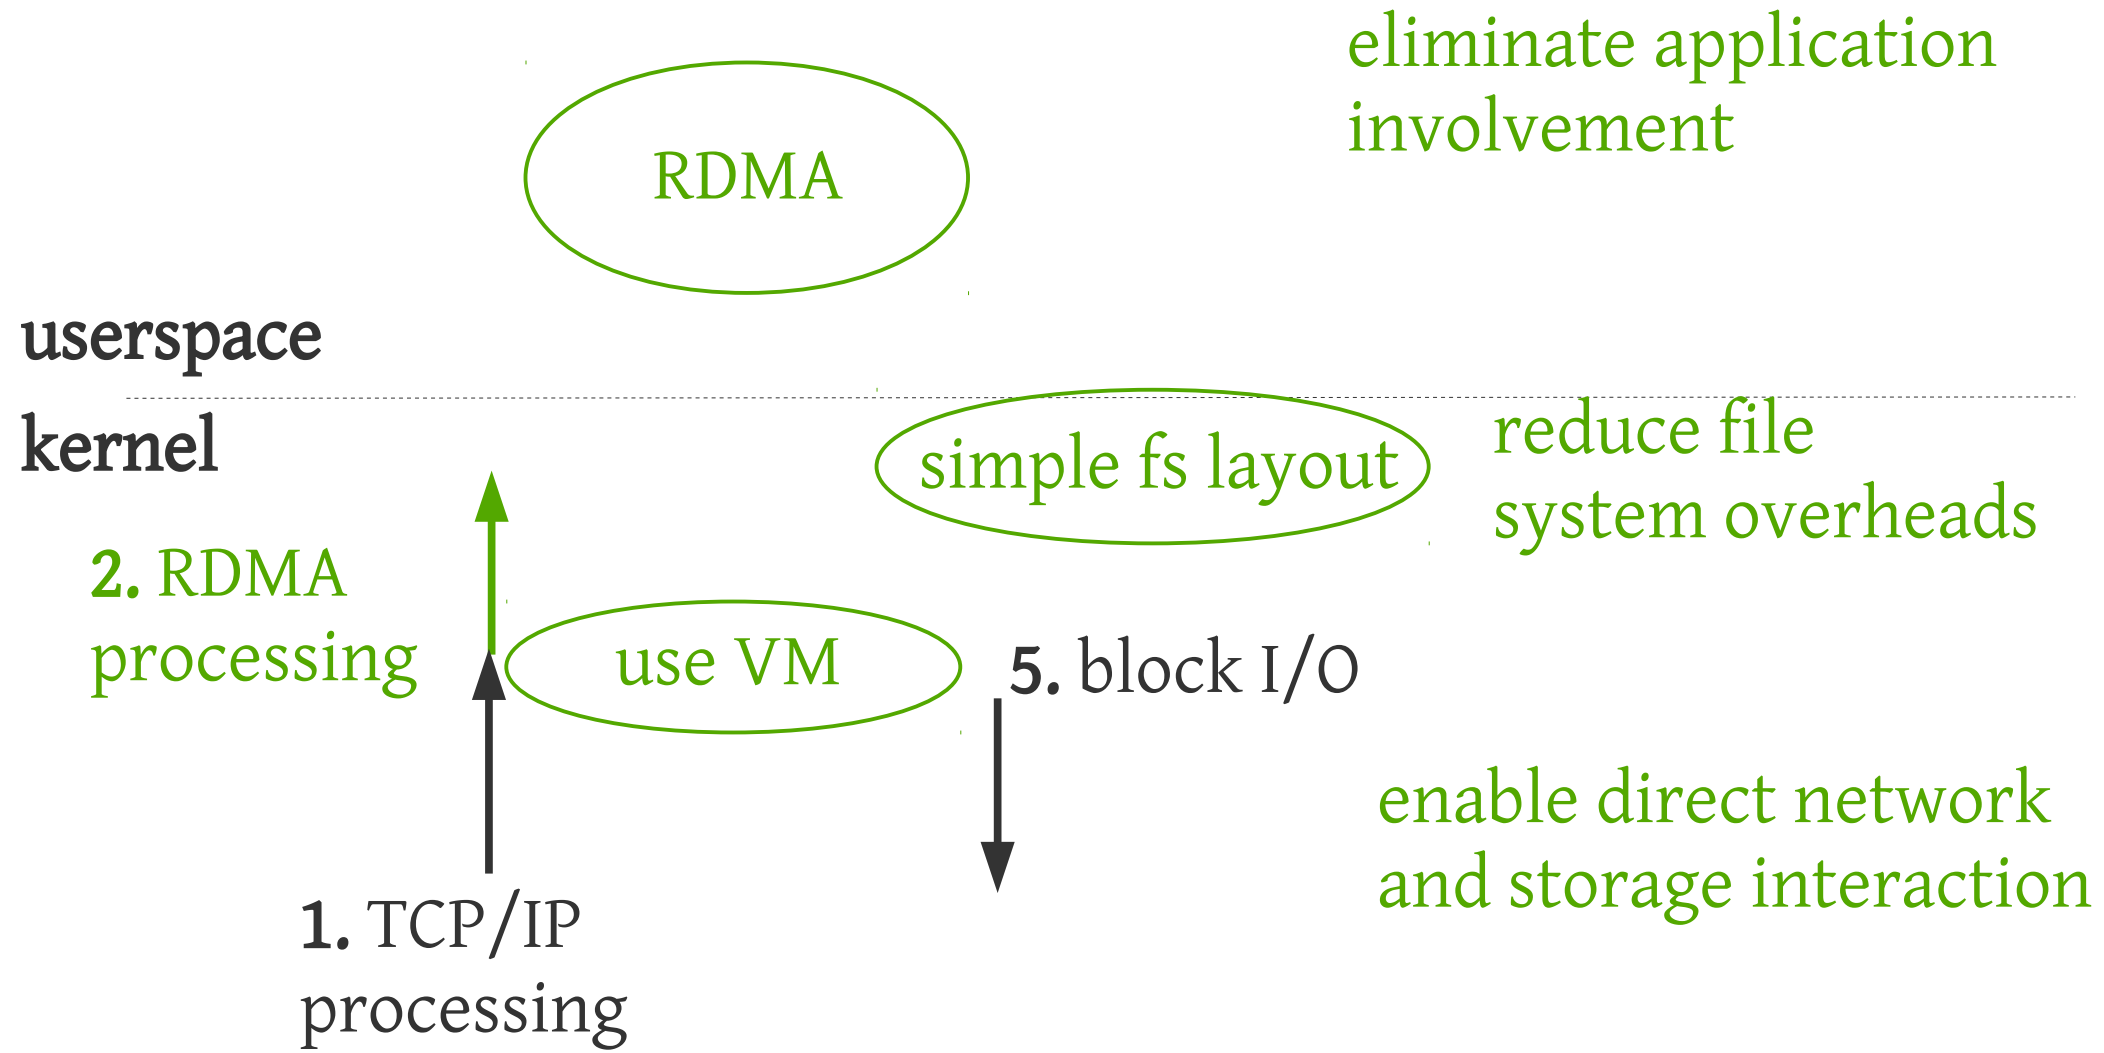 eliminate application
involvement
RDMA
userspace
kernel
simple fs layout
reduce file
system overheads
2. RDMA
processing
use VM
5. block I/O
enable direct network
and storage interaction
1. TCP/IP
processing